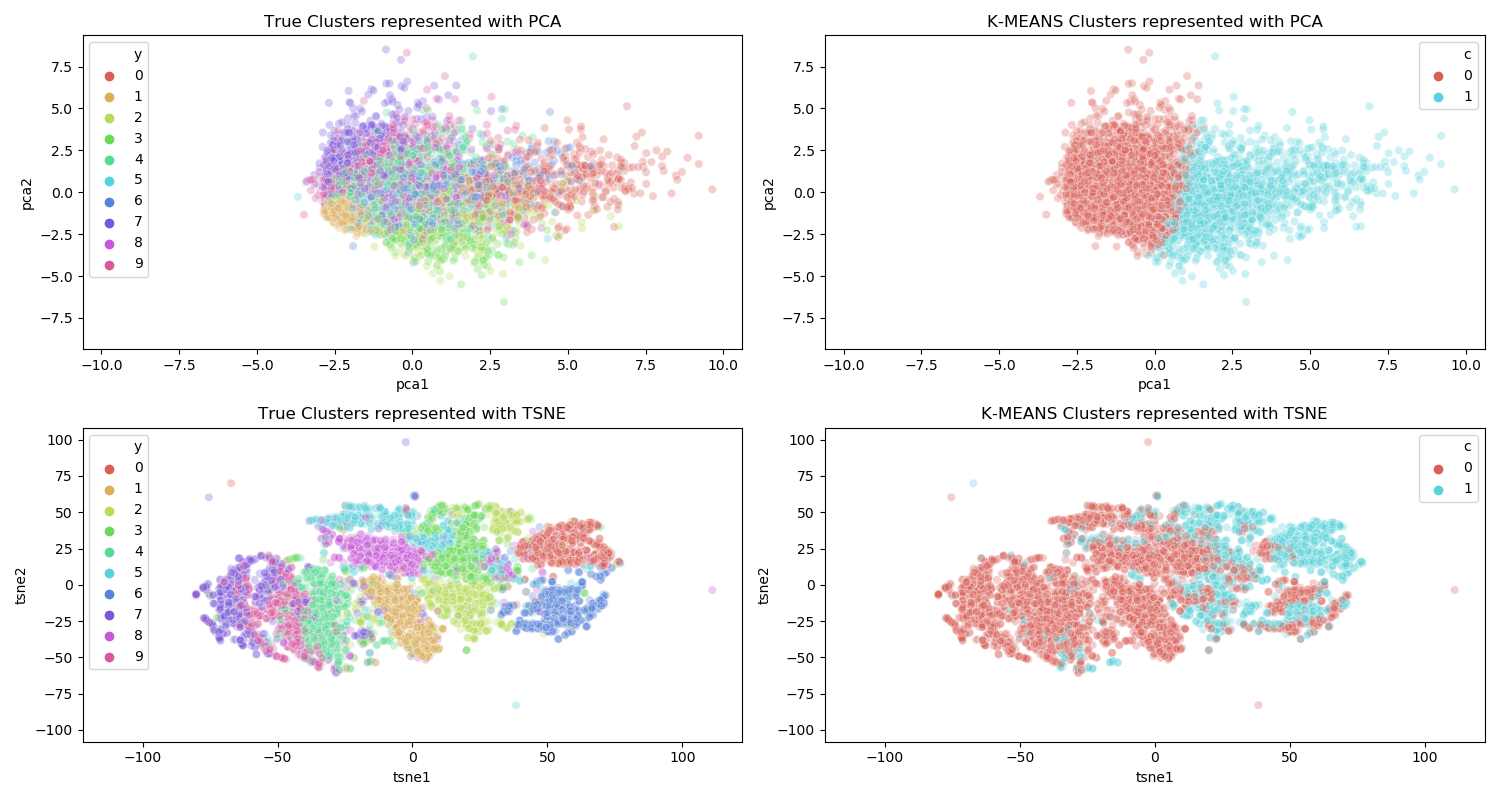 True Clusters represented with PCA
y
0
1
2
3
4
5
6
7
8
9
7.5
5.0
2.5
0.0
−2.5
−5.0
−7.5
pca2
−10.0 −7.5 −5.0 −2.5 0.0 2.5 5.0 7.5 10.0
pca1
K-MEANS Clusters represented with PCA
c
0
1
7.5
5.0
2.5
0.0
−2.5
−5.0
−7.5
pca2
−10.0 −7.5 −5.0 −2.5 0.0 2.5 5.0 7.5 10.0
pca1
True Clusters represented with TSNE
y
0
1
2
3
4
5
6
7
8
9
100
75
50
25
0
−25
−50
−75
−100
tsne2
−100 −50 0 50 100
tsne1
K-MEANS Clusters represented with TSNE
c
0
1
100
75
50
25
0
−25
−50
−75
−100
tsne2
−100 −50 0 50 100
tsne1